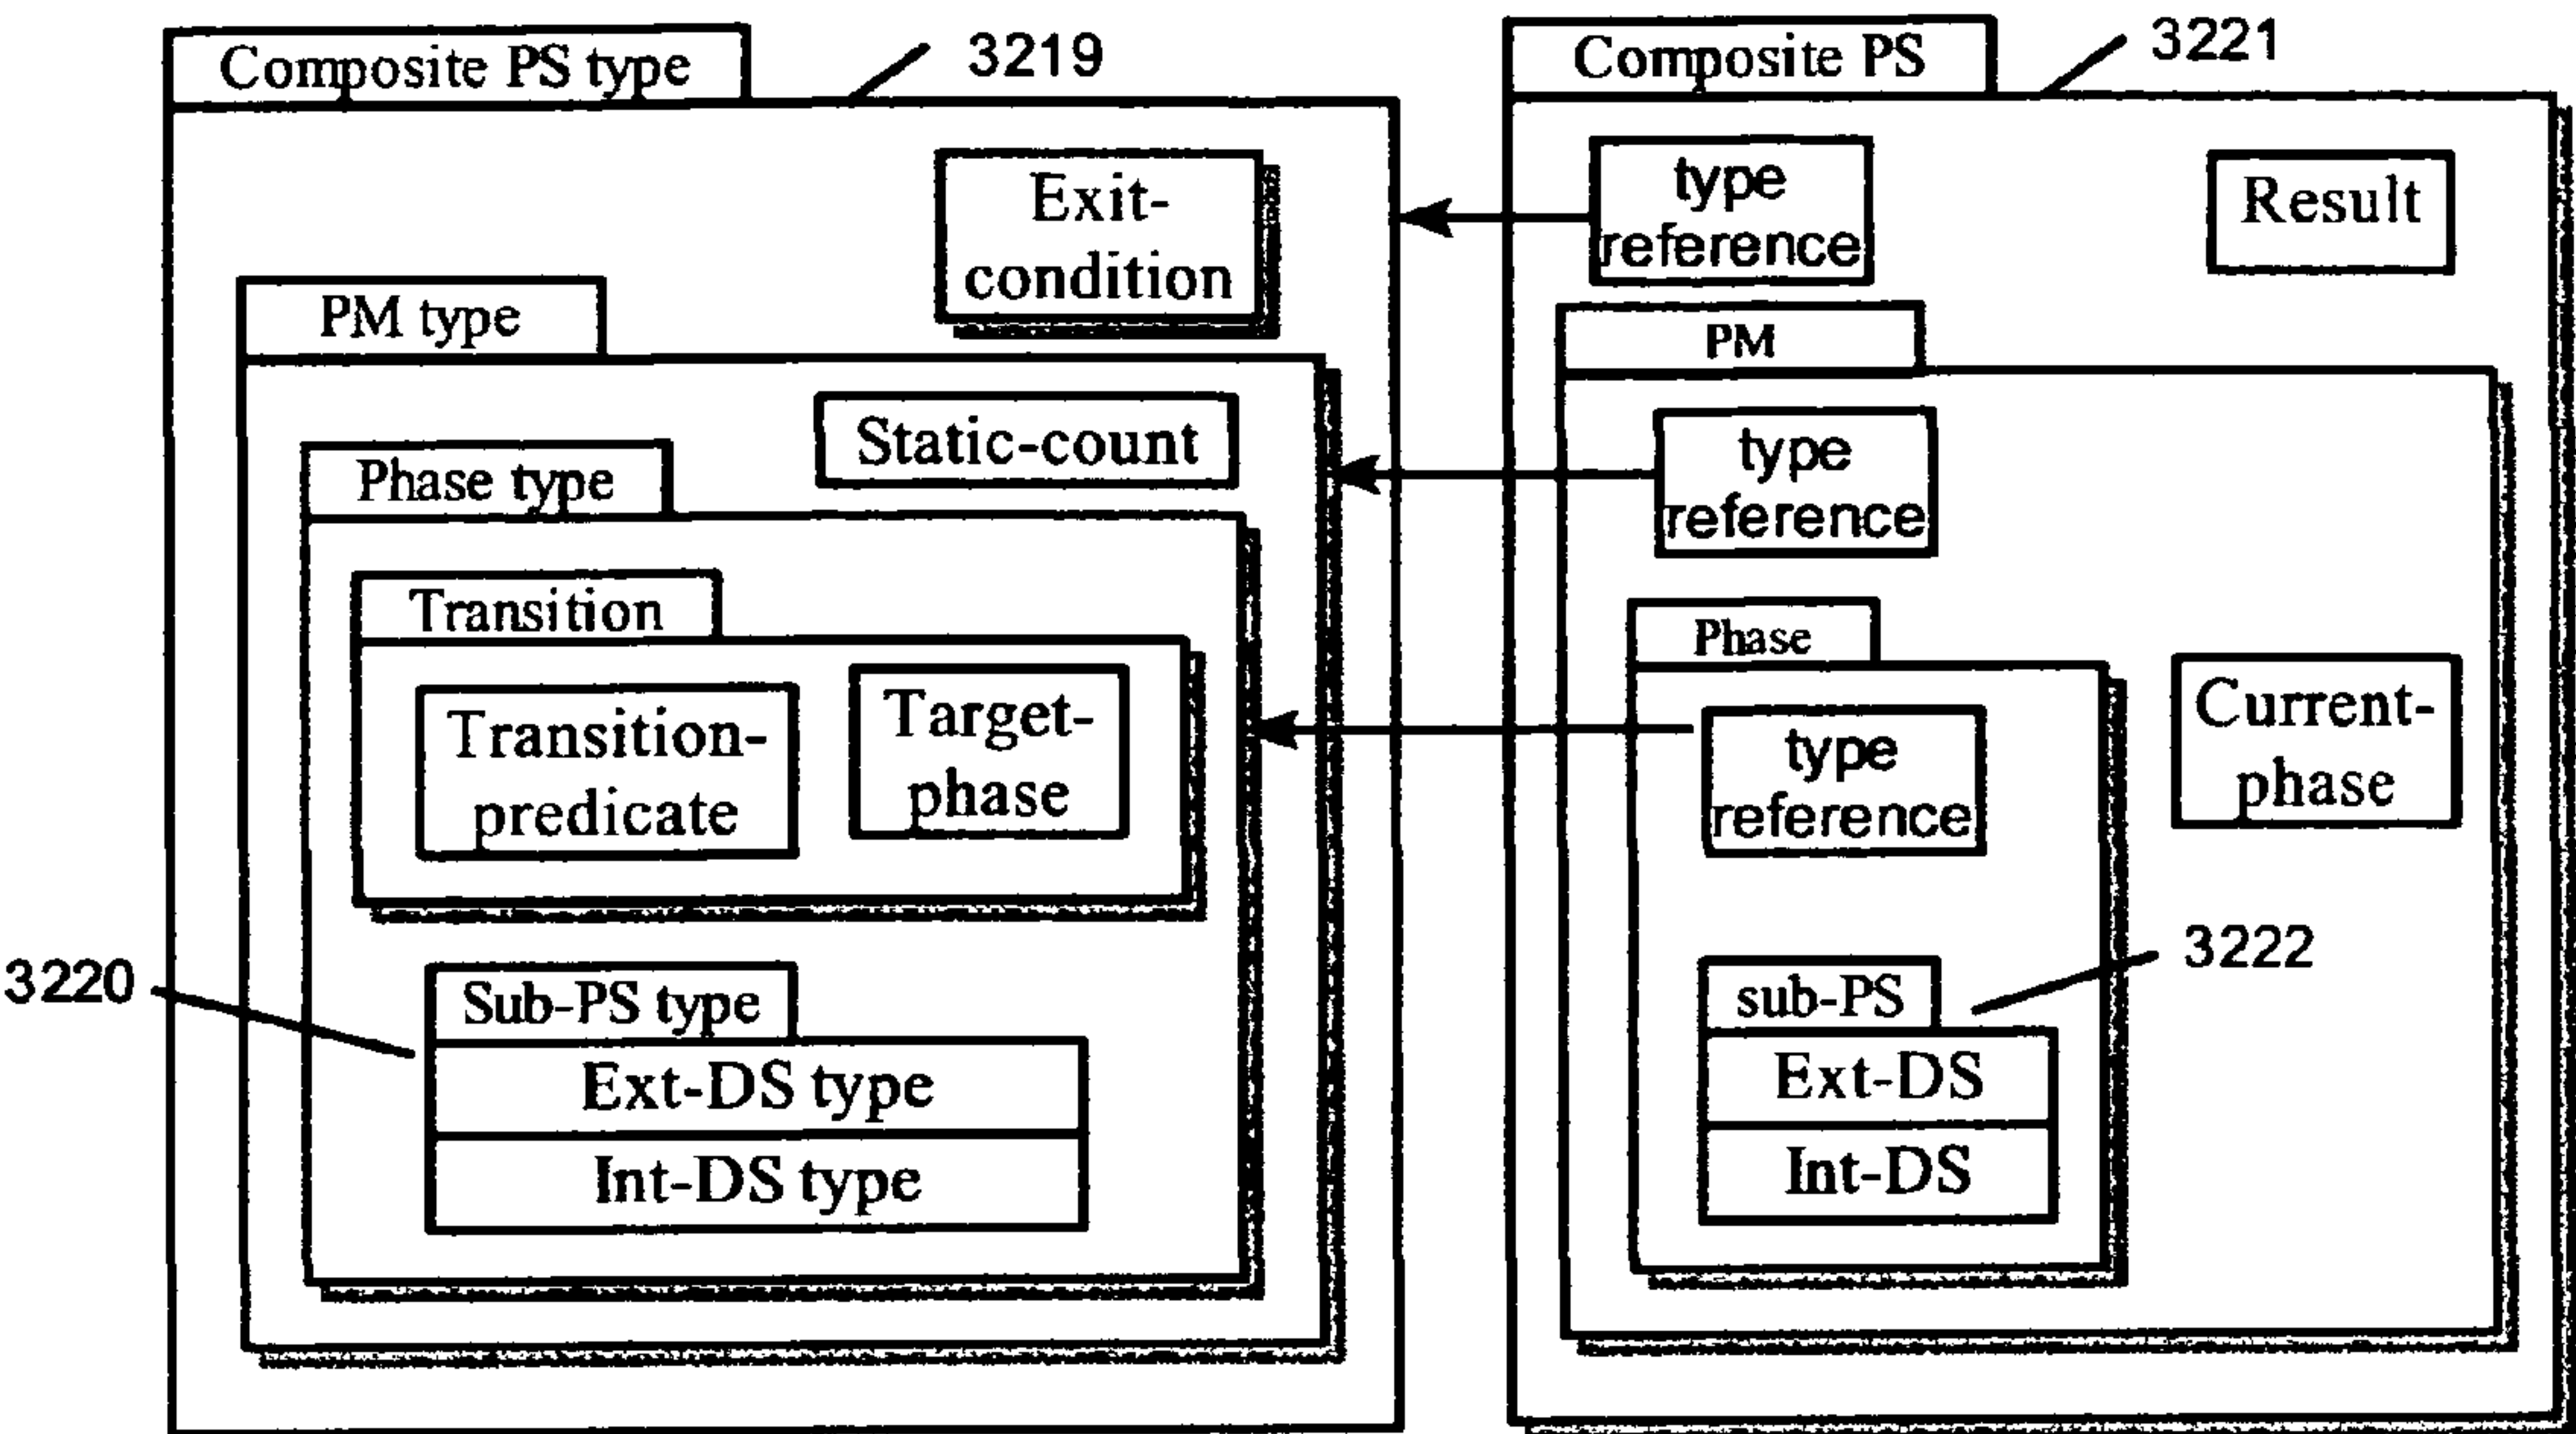 Composite PS type
3219
Exit-
condition
PM type
Static-count
Phase type
Transition
Transition-
predicate
Target-
phase
3220
Sub-PS type
Ext-DS type
Int-DS type
Composite PS
3221
type
reference
Result
PM
type
reference
Phase
type
reference
Current-
phase
3222
sub-PS
Ext-DS
Int-DS